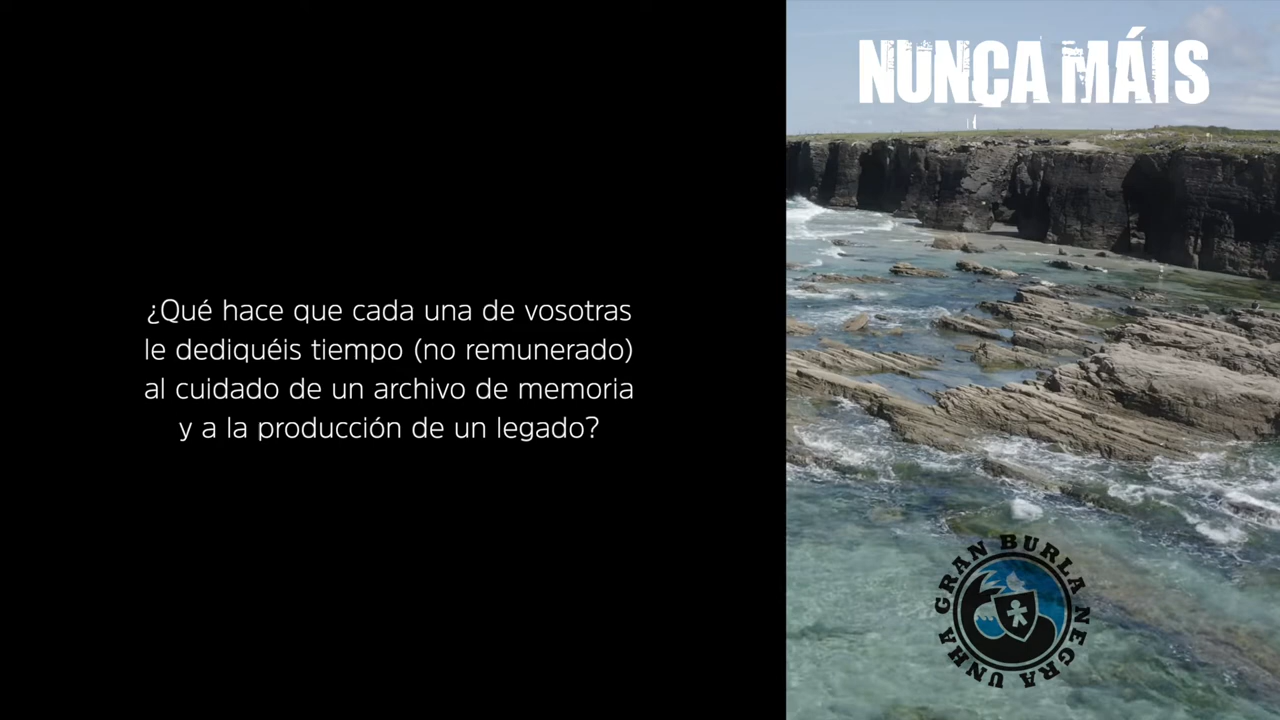 ¿Qué hace que cada una de vosotras
le dediquéis tiempo (no remunerado)
al cuidado de un archivo de memoria
y a la producción de un legado?
NUNCA MÁIS
UNHA GRAN BURLA NEGRA